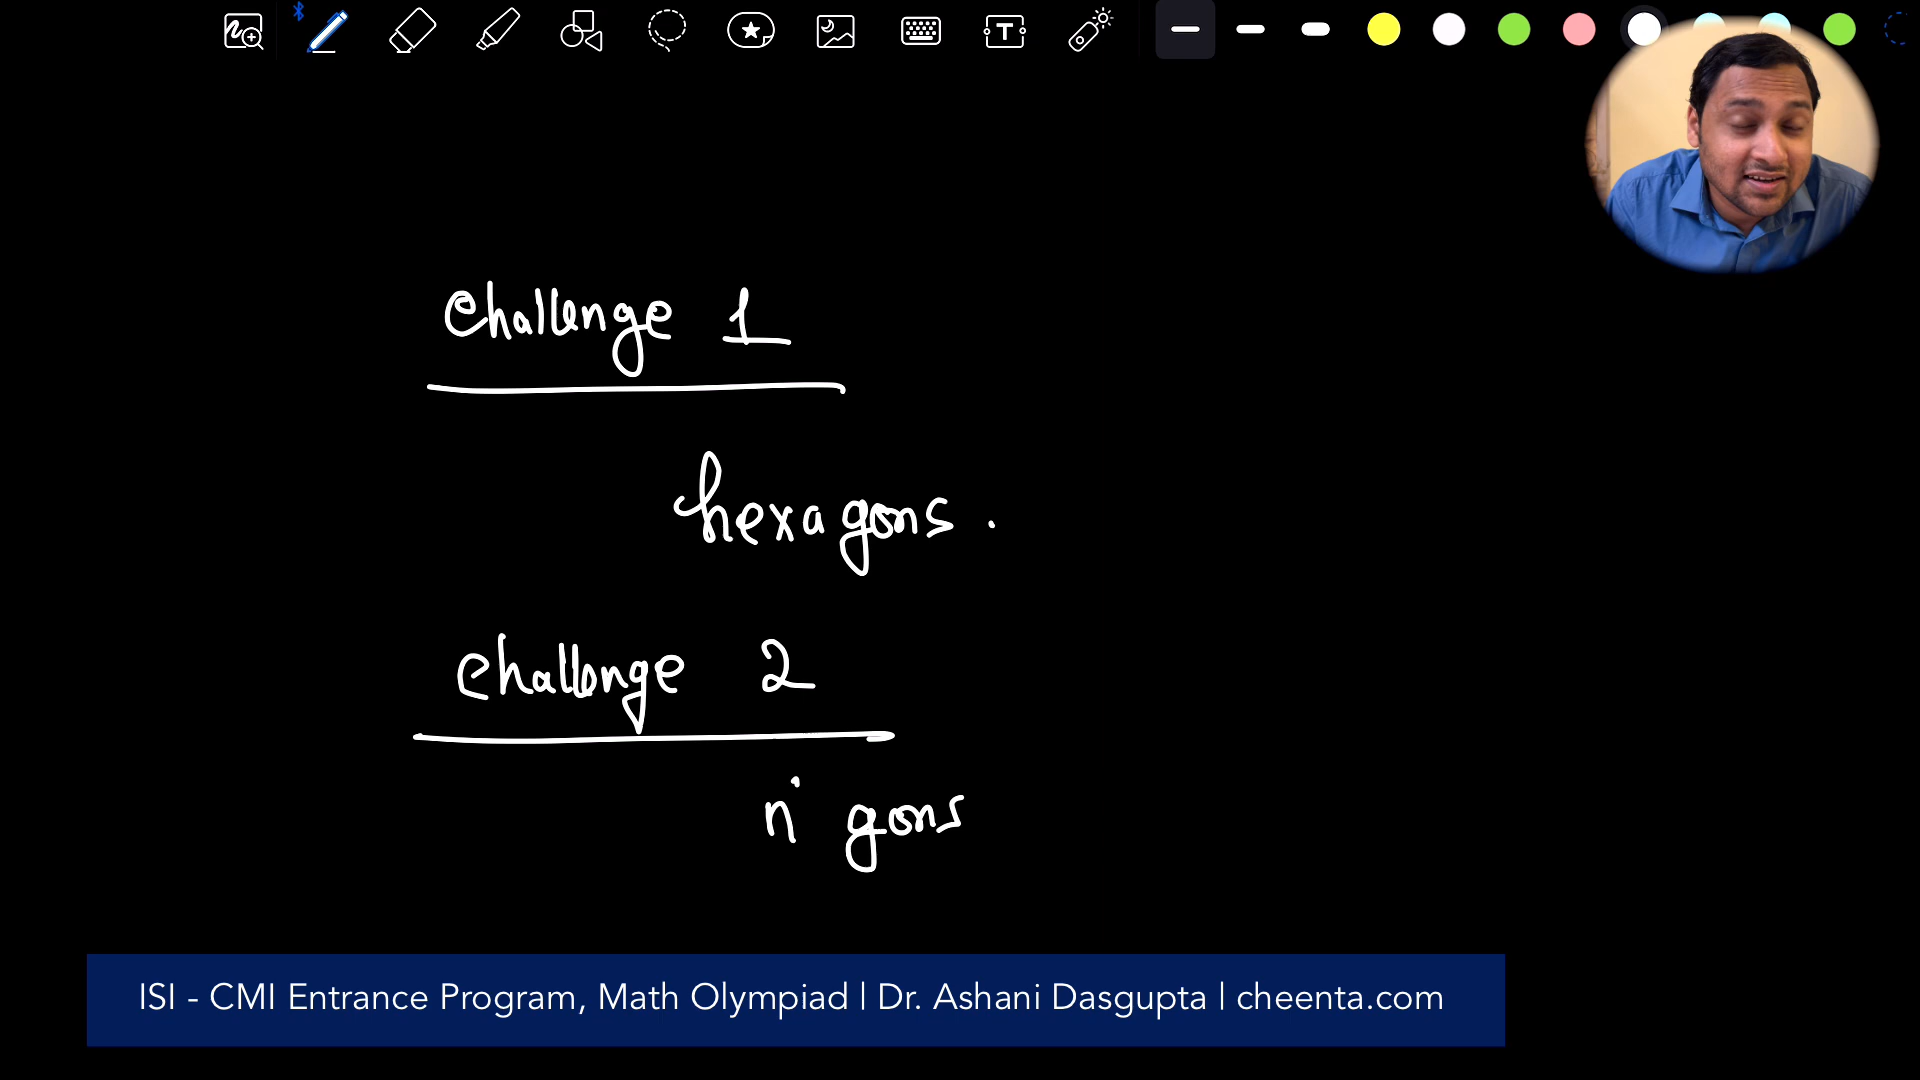 Challenge 1
hexagons.
Challenge 2
n gons
ISI - CMI Entrance Program, Math Olympiad | Dr. Ashani Dasgupta | cheenta.com